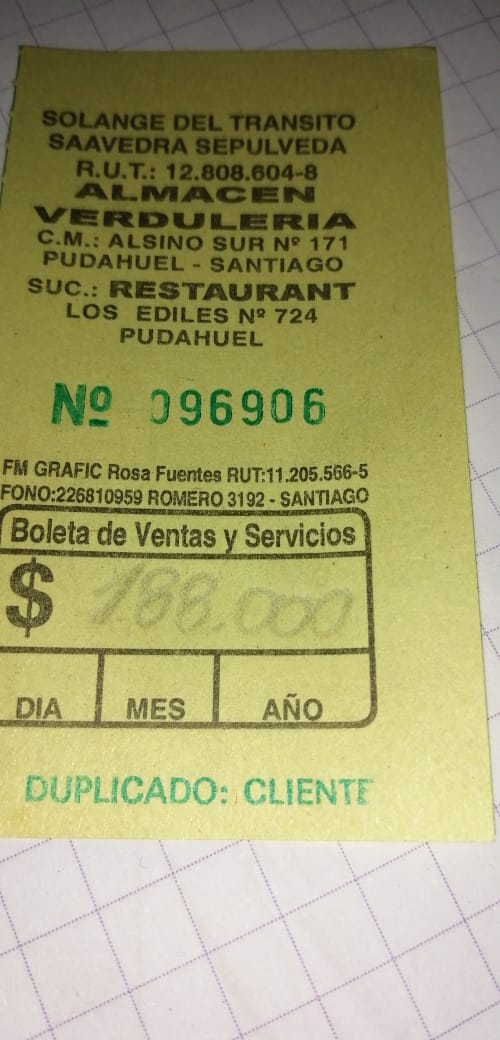 SOLANGE DEL TRANSITO
SAAVEDRA SEPULVEDA
R.U.T.: 12.808.604-8
ALMACEN
VERDULERIA
C.M.: ALSINO SUR Nº 171
PUDAHUEL - SANTIAGO
SUC.: RESTAURANT
LOS EDILES Nº 724
PUDAHUEL
Nº 096906
FM GRAFIC Rosa Fuentes RUT:11.205.566-5
FONO:226810959 ROMERO 3192 - SANTIAGO
Boleta de Ventas y Servicios
$ 188.000
DIA MES AÑO
DUPLICADO: CLIENTE